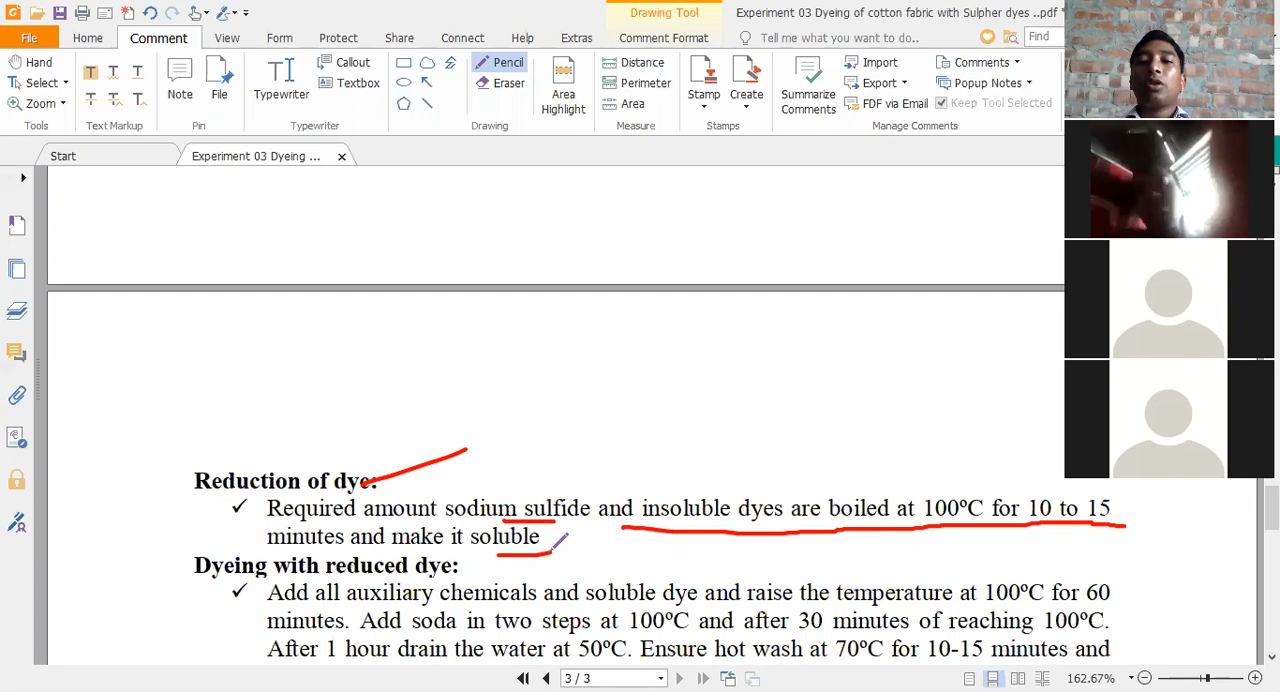 Drawing Tool
Experiment 03 Dyeing of cotton fabric with Sulpher dyes ..pdf *
File Home Comment View Form Protect Share Connect Help Extras Comment Format Tell me what you want to do.. Find
Hand
Select
Zoom
Tools
Text Markup
Note
File
Pin
Typewriter
Callout
Textbox
Typewriter
Pencil
Eraser
Drawing
Area Highlight
Distance
Perimeter
Area
Measure
Stamp
Create
Stamps
Summarize Comments
Import
Export
FDF via Email
Comments
Popup Notes
Keep Tool Selected
Manage Comments
Start
Experiment 03 Dyeing ...
Reduction of dye:
✓ Required amount sodium sulfide and insoluble dyes are boiled at 100ºC for 10 to 15
minutes and make it soluble
Dyeing with reduced dye:
✓ Add all auxiliary chemicals and soluble dye and raise the temperature at 100ºC for 60
minutes. Add soda in two steps at 100ºC and after 30 minutes of reaching 100ºC.
After 1 hour drain the water at 50ºC. Ensure hot wash at 70ºC for 10-15 minutes and
3 / 3
162.67%